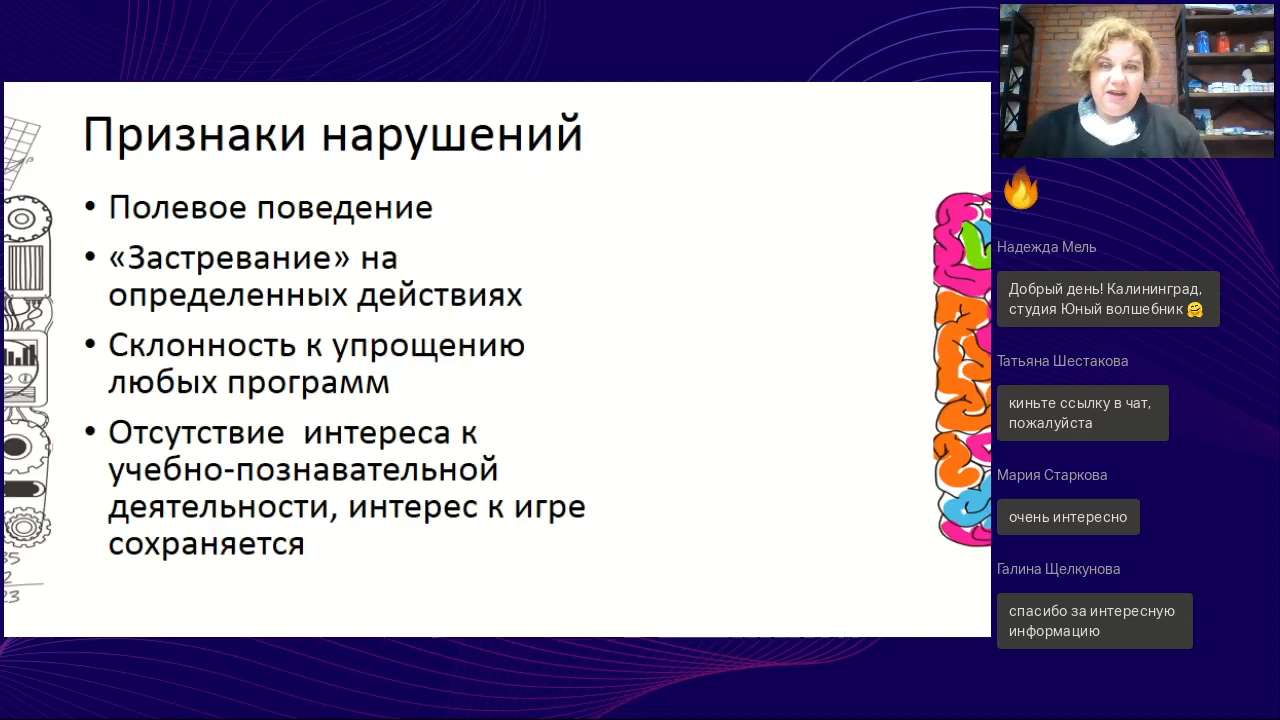 Признаки нарушений
• Полевое поведение
• «Застревание» на
определенных действиях
• Склонность к упрощению
любых программ
• Отсутствие интереса к
учебно-познавательной
деятельности, интерес к игре
сохраняется
Надежда Мель
Добрый день! Калининград,
студия Юный волшебник 🤗
Татьяна Шестакова
киньте ссылку в чат,
пожалуйста
Мария Старкова
очень интересно
Галина Щелкунова
спасибо за интересную
информацию